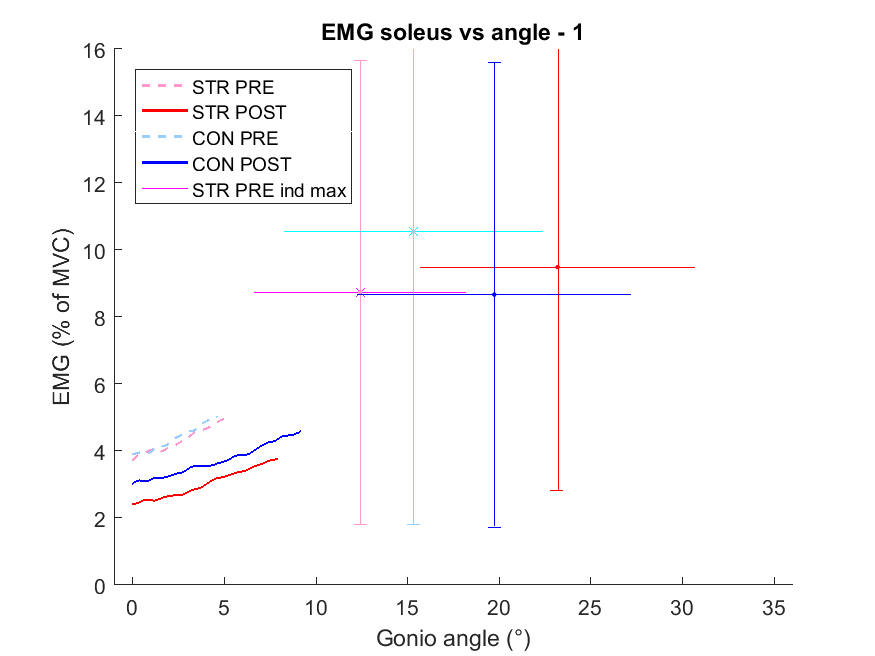 EMG soleus vs angle - 1
EMG (% of MVC)
16
14
12
10
8
6
4
2
0
STR PRE
STR POST
CON PRE
CON POST
STR PRE ind max
0 5 10 15 20 25 30 35
Gonio angle (°)